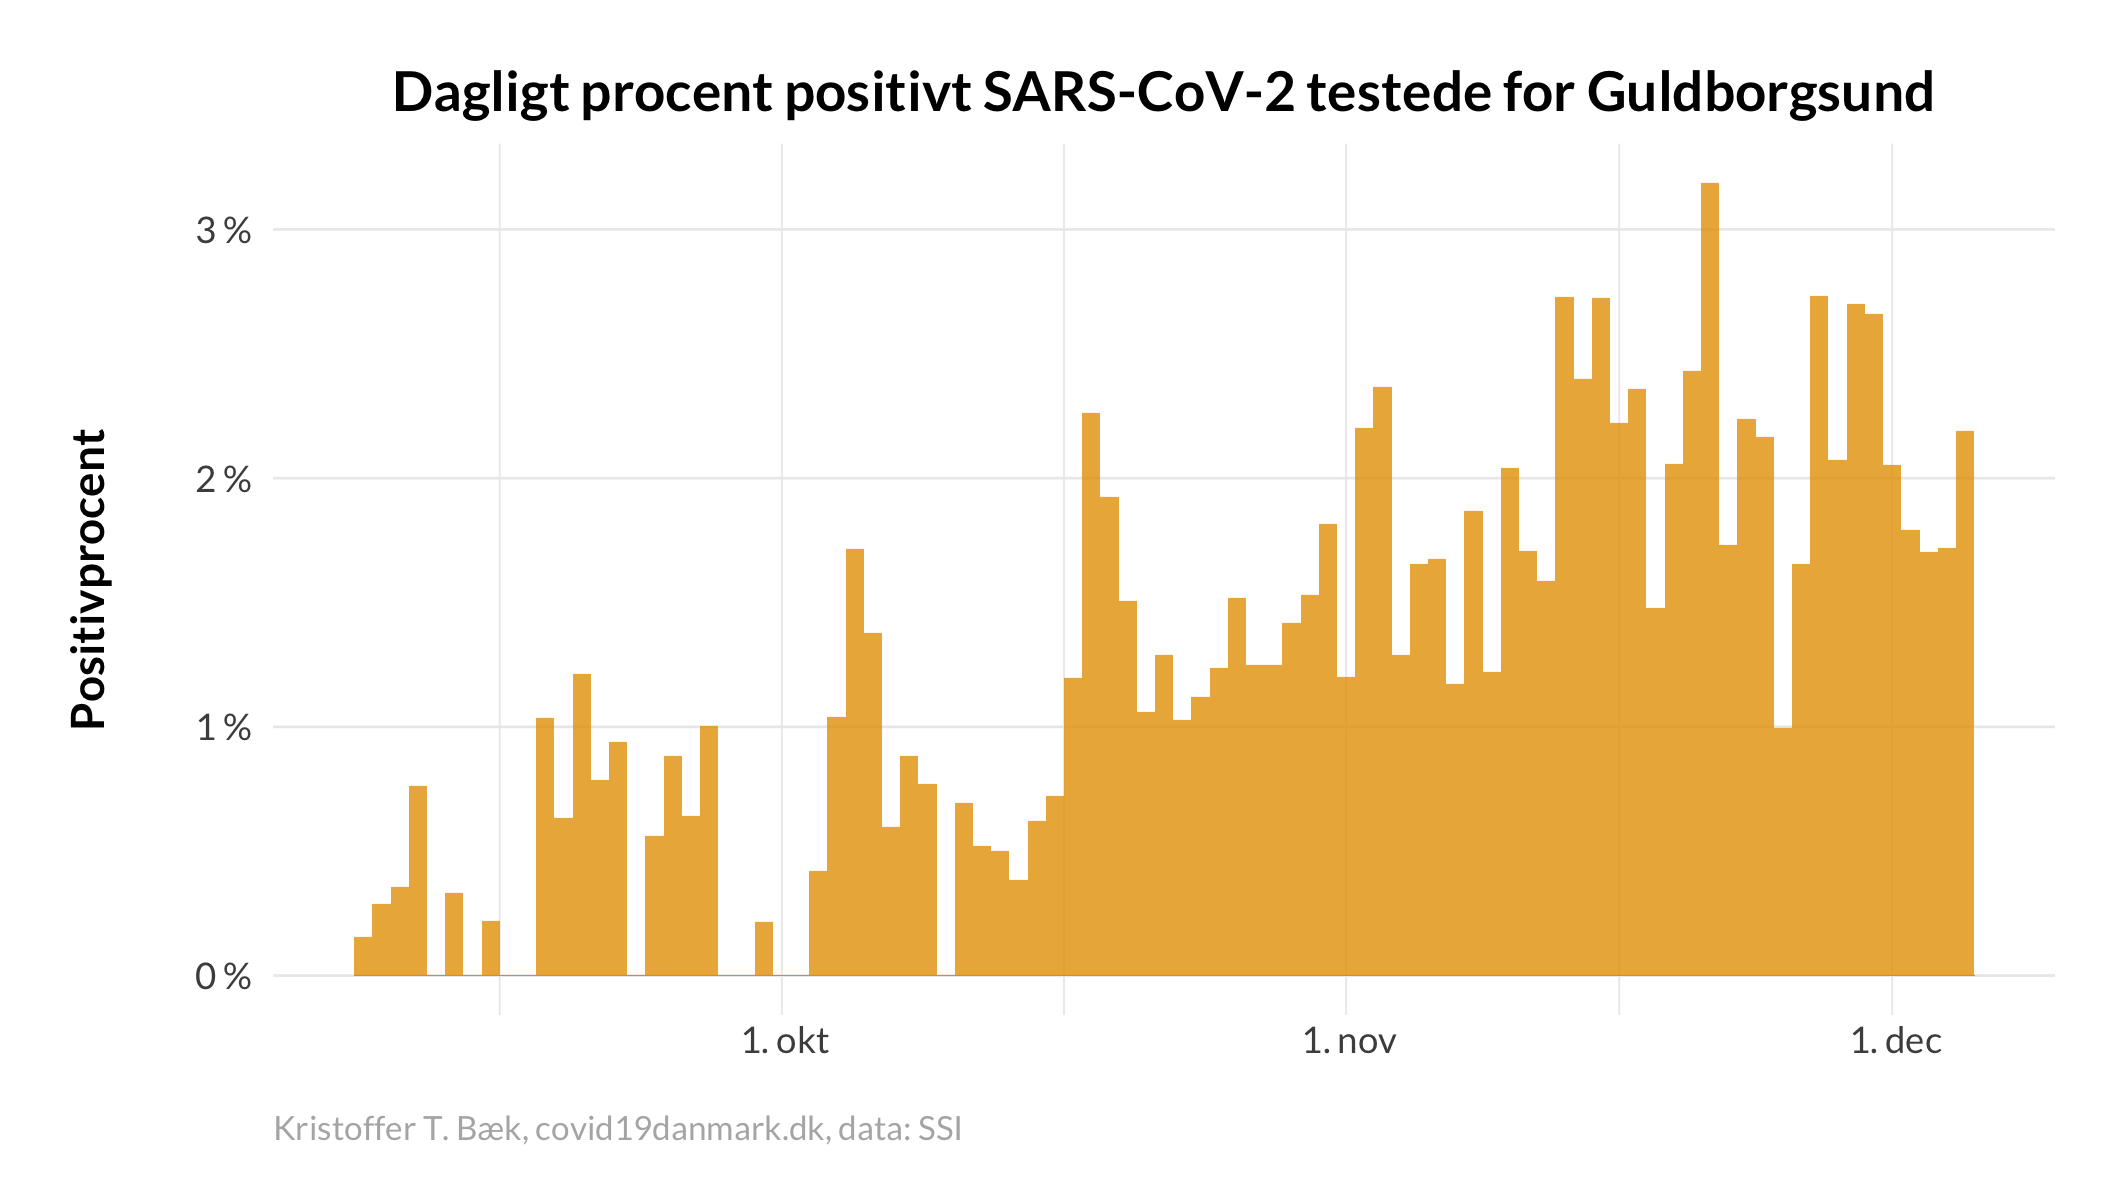 Dagligt procent positivt SARS-CoV-2 testede for Guldborgsund
Positivprocent
3 %
2 %
1 %
0 %
1. okt
1. nov
1. dec
Kristoffer T. Bæk, covid19danmark.dk, data: SSI